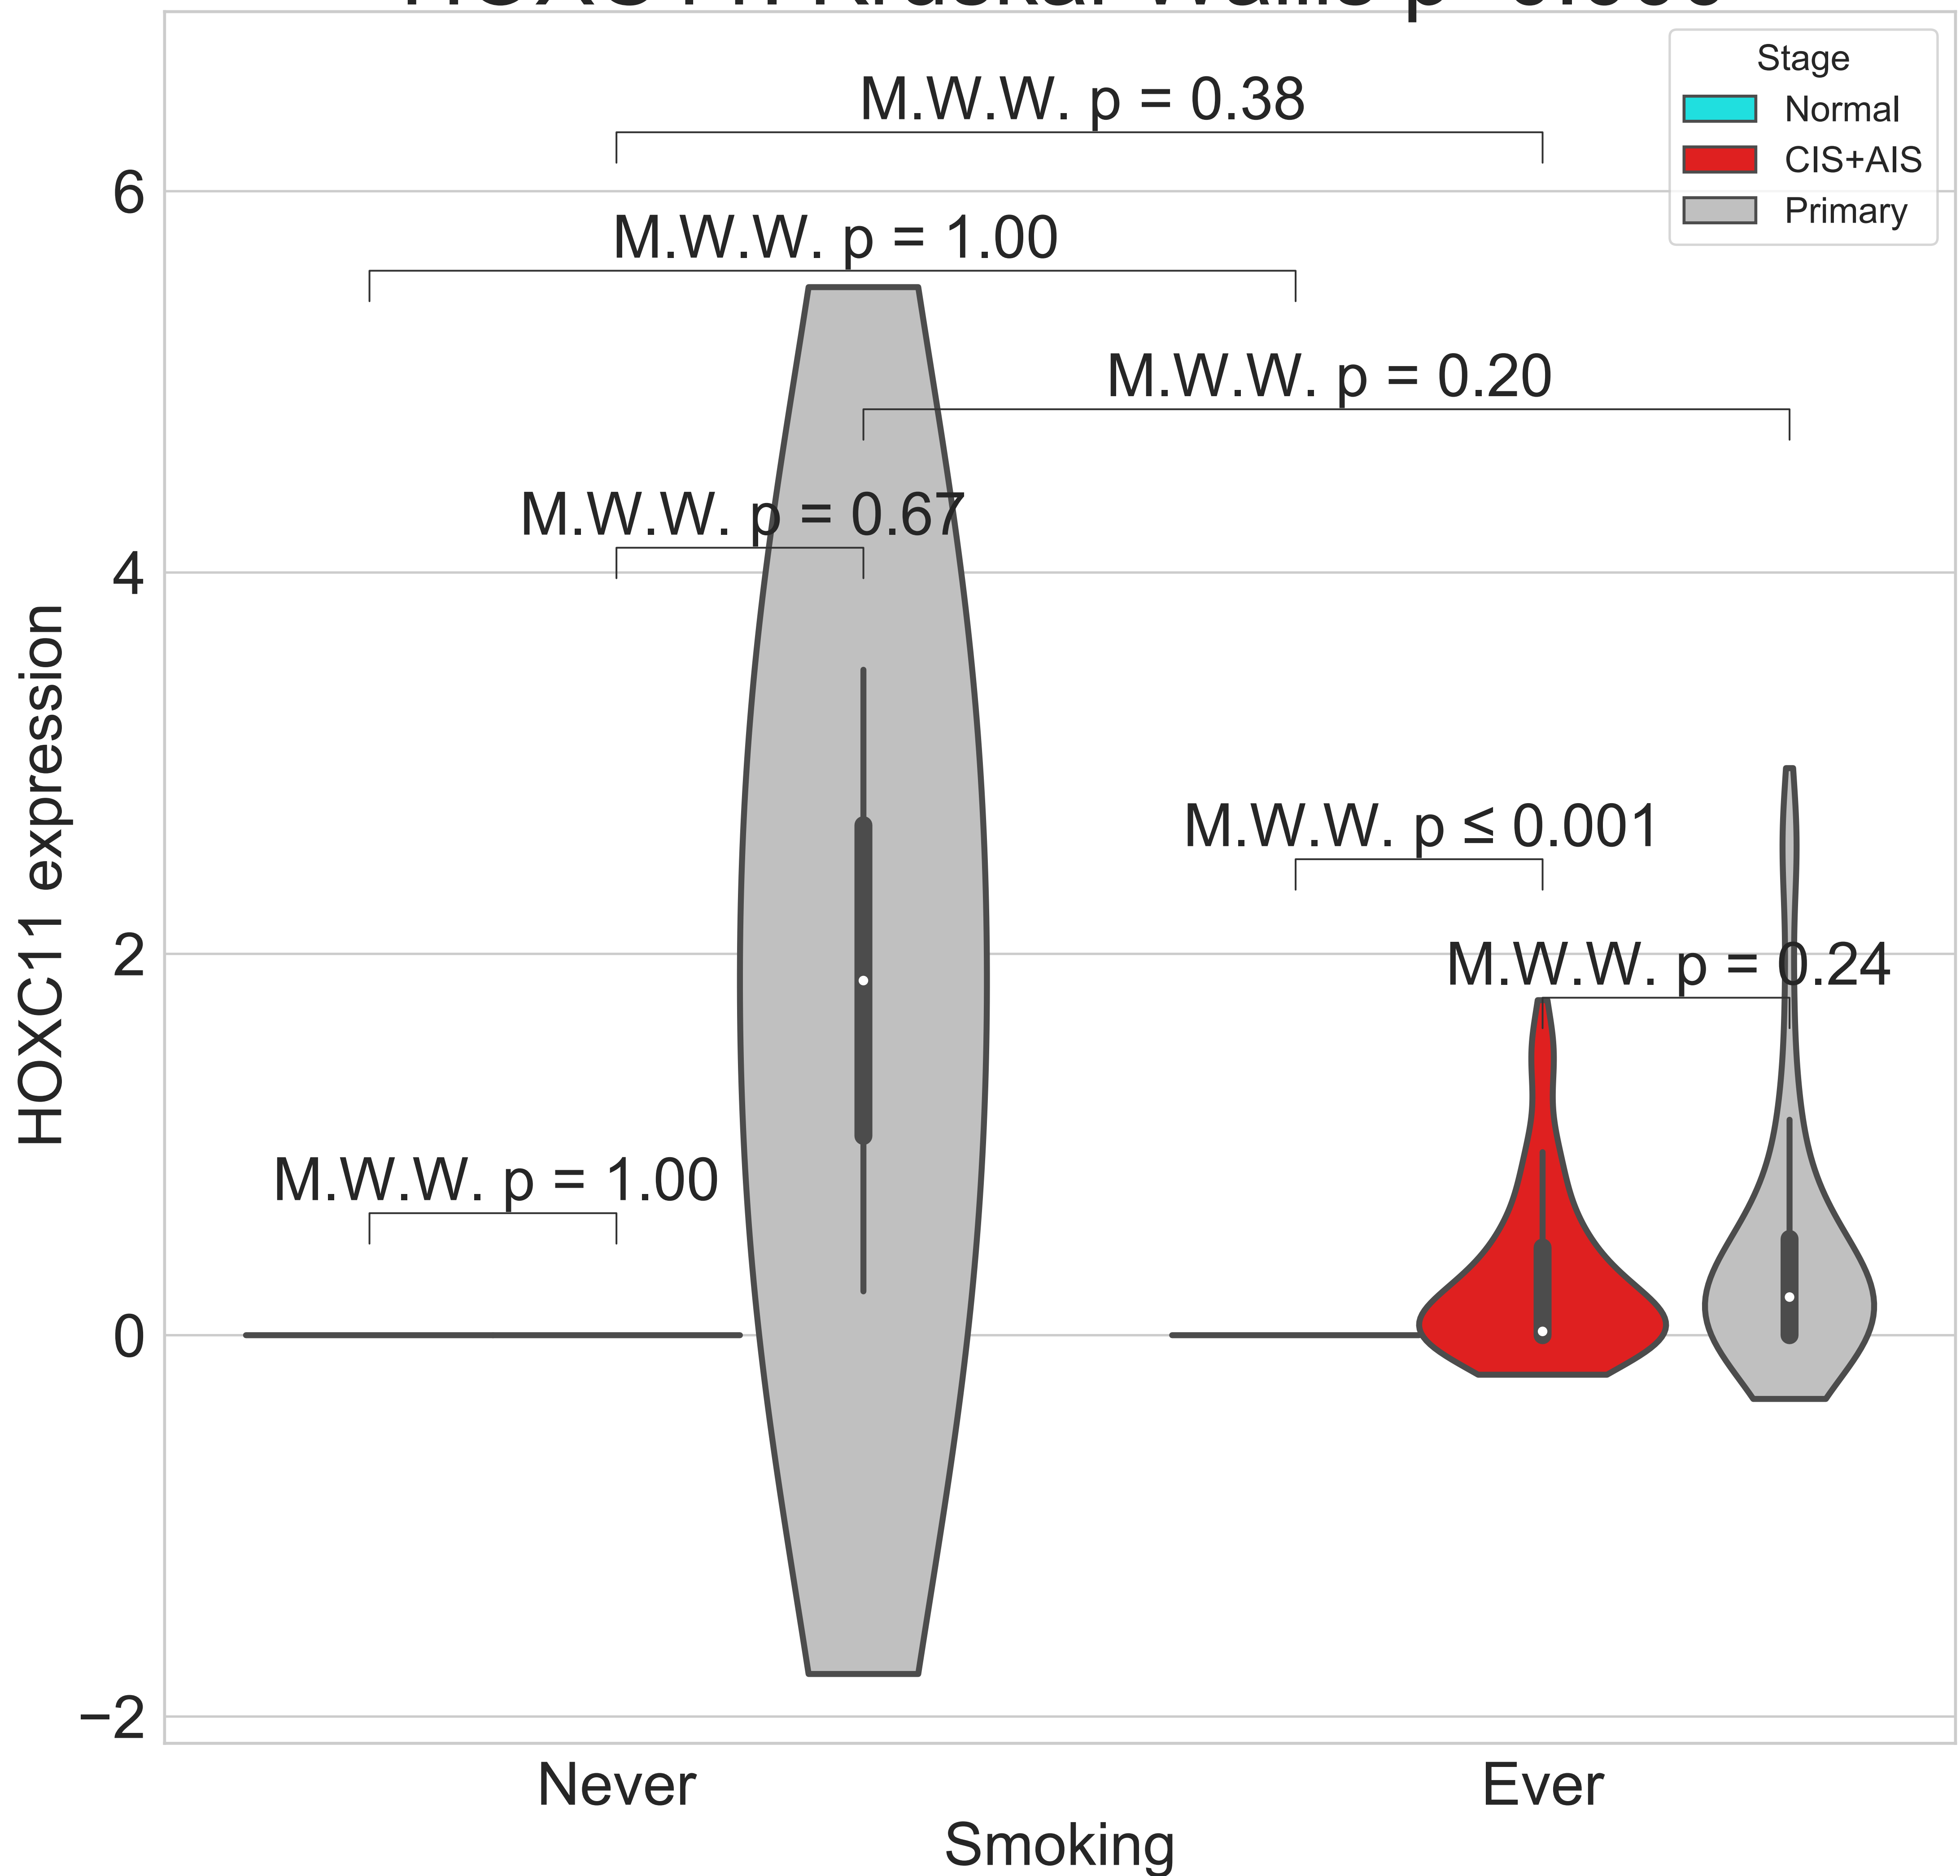 Stage
Normal
CIS+AIS
Primary
M.W.W. p = 0.38
M.W.W. p = 1.00
M.W.W. p = 0.20
M.W.W. p = 0.67
M.W.W. p ≤ 0.001
M.W.W. p = 0.24
M.W.W. p = 1.00
6
4
2
0
−2
HOXC11 expression
Never
Ever
Smoking